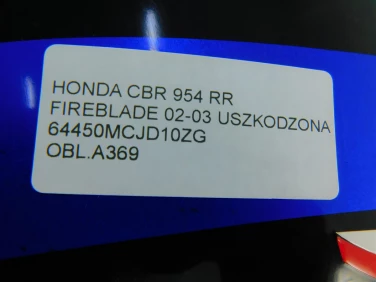 HONDA CBR 954 RR
FIREBLADE 02-03 USZKODZONA
64450MCJD10ZG
OBL.A369